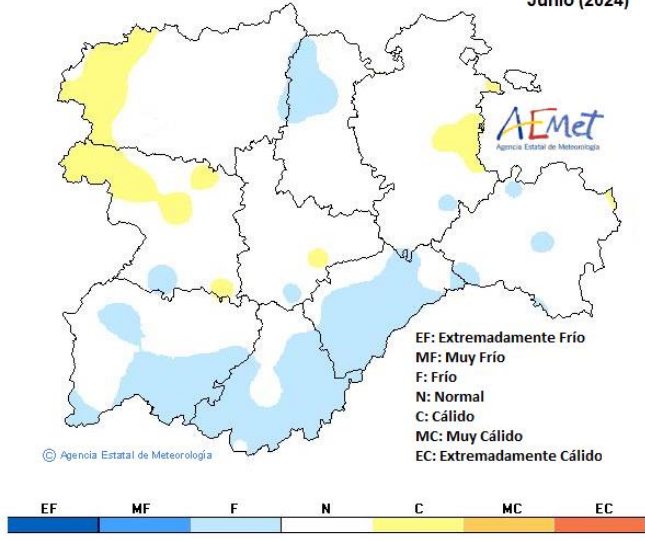 Junio (2024)
AEMet
Agencia Estatal de Meteorología
EF: Extremadamente Frío
MF: Muy Frío
F: Frío
N: Normal
C: Cálido
MC: Muy Cálido
EC: Extremadamente Cálido
© Agencia Estatal de Meteorología
EF MF F N C MC EC